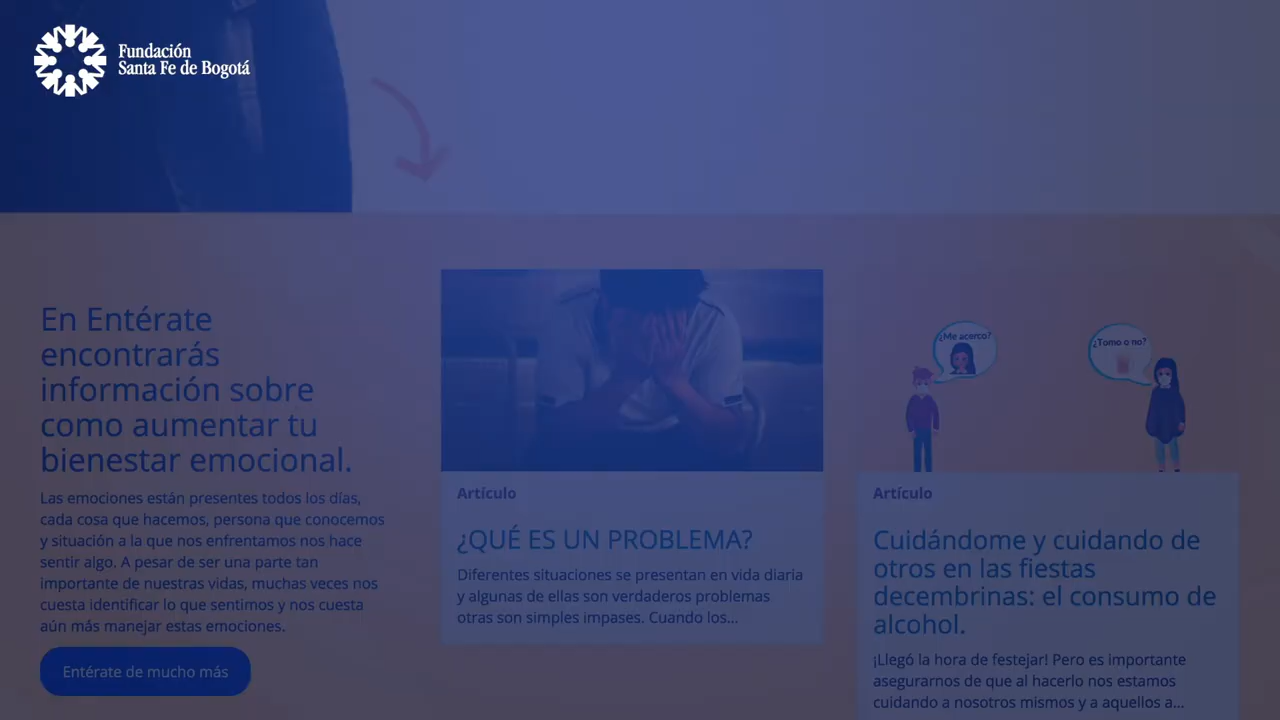 Fundación
Santa Fe de Bogotá
En Entérate
encontrarás
información sobre
como aumentar tu
bienestar emocional.
Las emociones están presentes todos los días,
cada cosa que hacemos, persona que conocemos
y situación a la que nos enfrentamos nos hace
sentir algo. A pesar de ser una parte tan
importante de nuestras vidas, muchas veces nos
cuesta identificar lo que sentimos y nos cuesta
aún más manejar estas emociones.
Entérate de mucho más
Artículo
¿QUÉ ES UN PROBLEMA?
Diferentes situaciones se presentan en vida diaria
y algunas de ellas son verdaderos problemas
otras son simples impases. Cuando los...
¿Me acerco?
¿Tomo o no?
Artículo
Cuidándome y cuidando de
otros en las fiestas
decembrinas: el consumo de
alcohol.
¡Llegó la hora de festejar! Pero es importante
asegurarnos de que al hacerlo nos estamos
cuidando a nosotros mismos y a aquellos a...